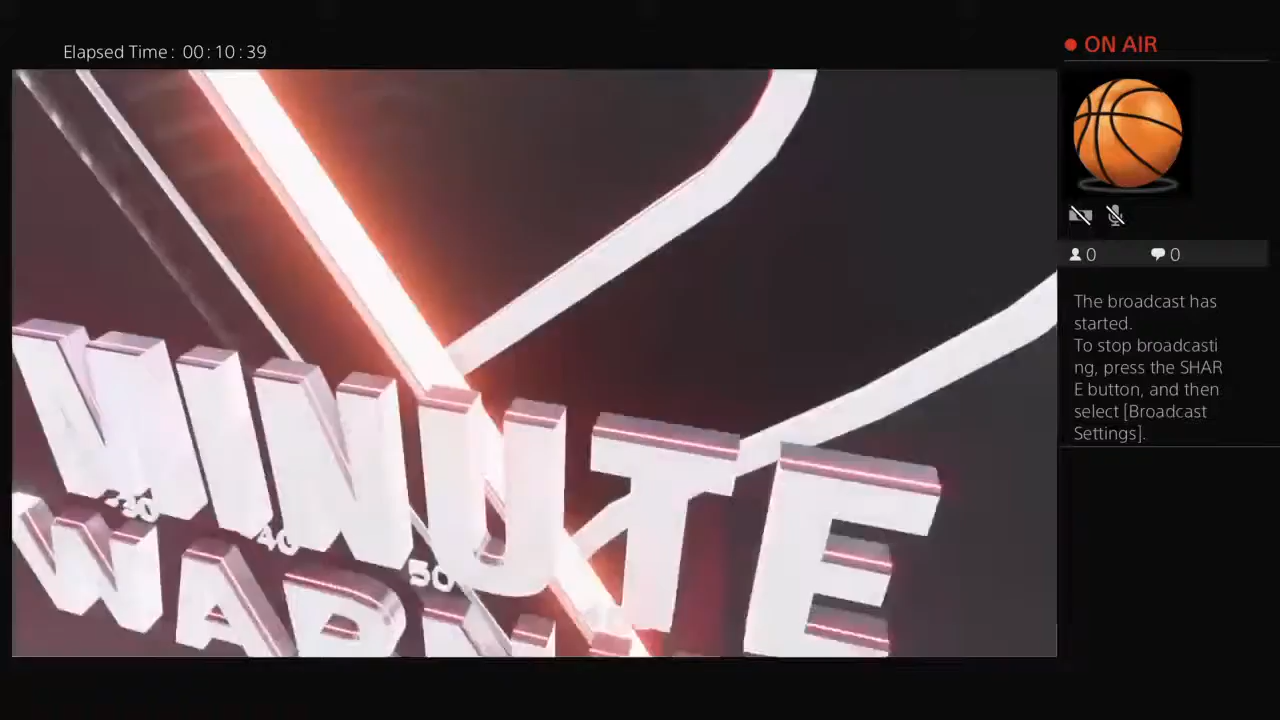 Elapsed Time: 00:10:39
ON AIR
0 0
The broadcast has
started.
To stop broadcasti
ng, press the SHAR
E button, and then
select [Broadcast
Settings].
MINUTE
30 40 50
WARN